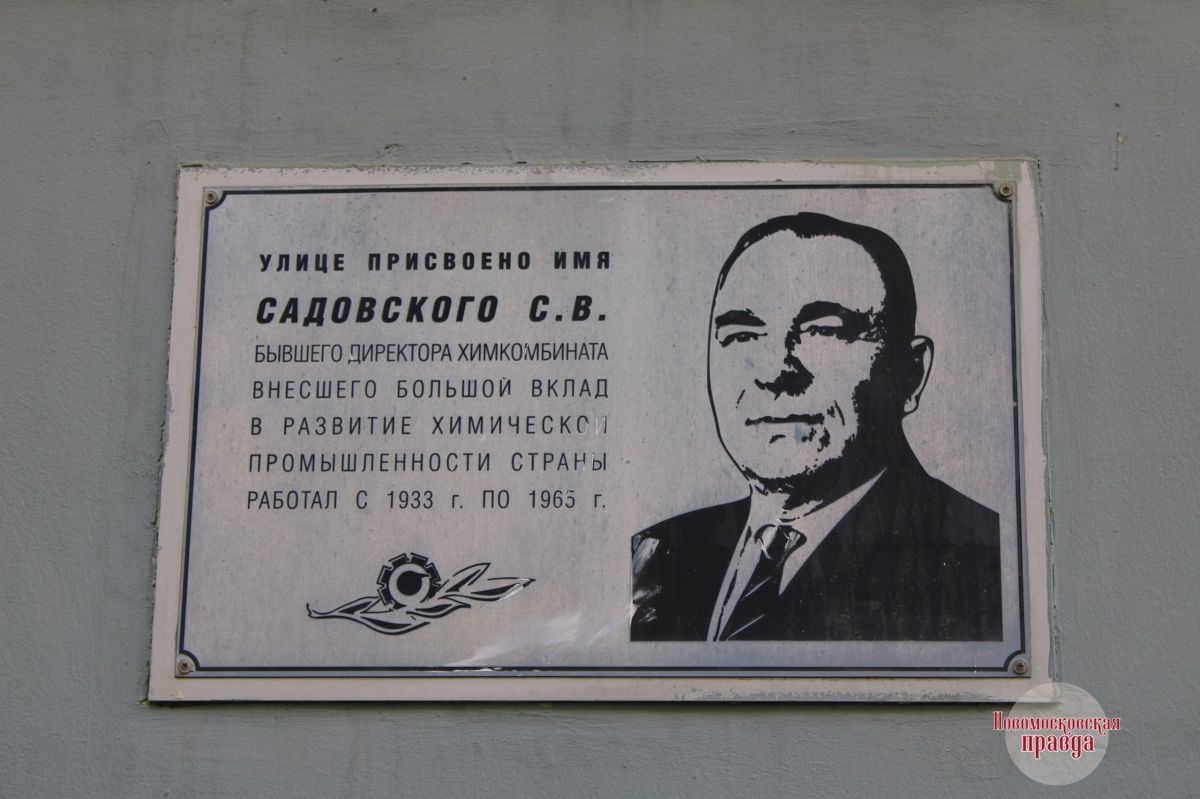 УЛИЦЕ ПРИСВОЕНО ИМЯ
САДОВСКОГО С.В.
БЫВШЕГО ДИРЕКТОРА ХИМКОМБИНАТА
ВНЕСШЕГО БОЛЬШОЙ ВКЛАД
В РАЗВИТИЕ ХИМИЧЕСКОЙ
ПРОМЫШЛЕННОСТИ СТРАНЫ
РАБОТАЛ С 1933 г. ПО 1965 г.
Новомосковская
правда